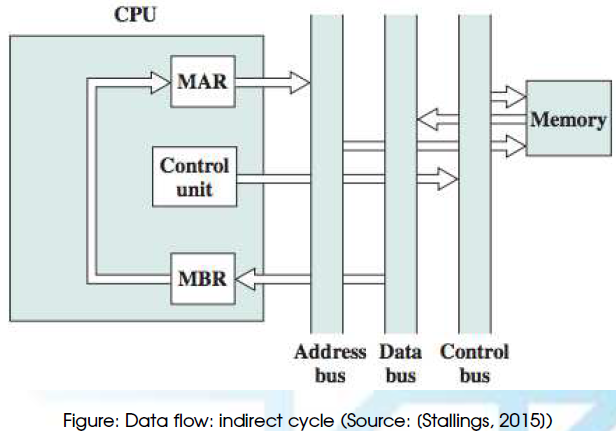 CPU
MAR
Control
unit
MBR
Memory
Address Data Control
bus bus bus
Figure: Data flow: indirect cycle (Source: [Stallings, 2015])